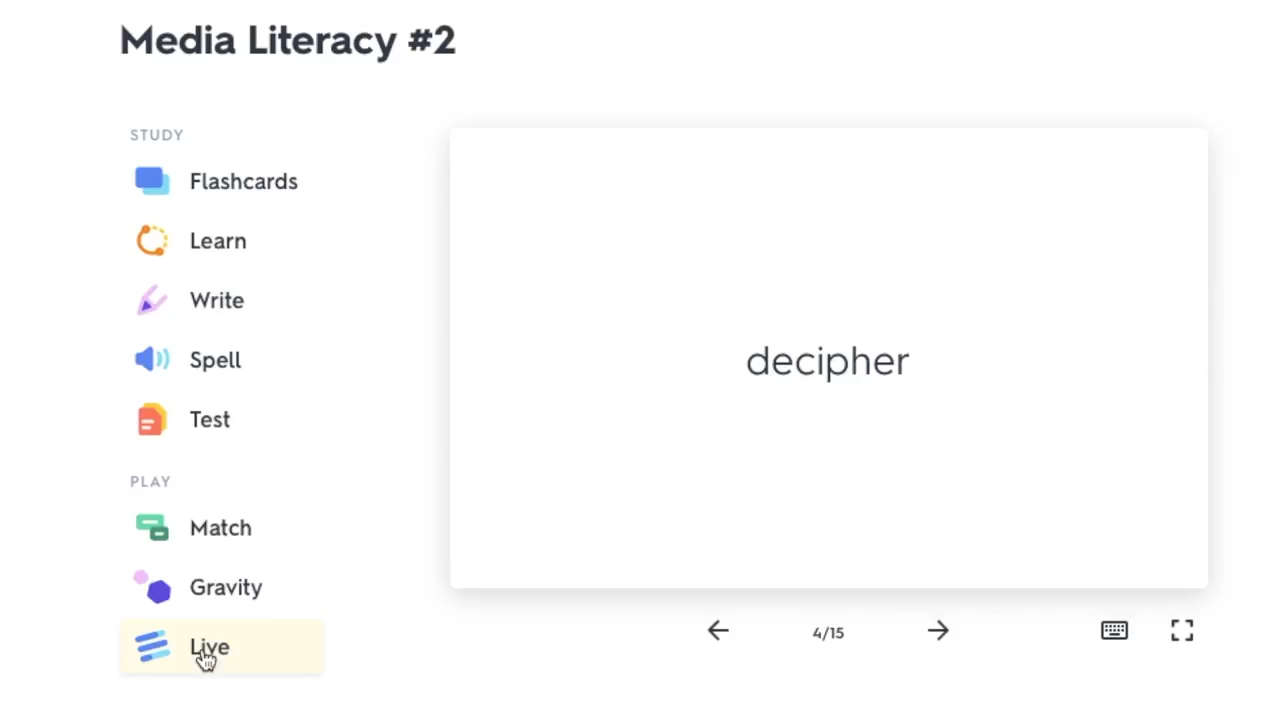 Media Literacy #2
STUDY
Flashcards
Learn
Write
Spell
Test
PLAY
Match
Gravity
Live
decipher
4/15